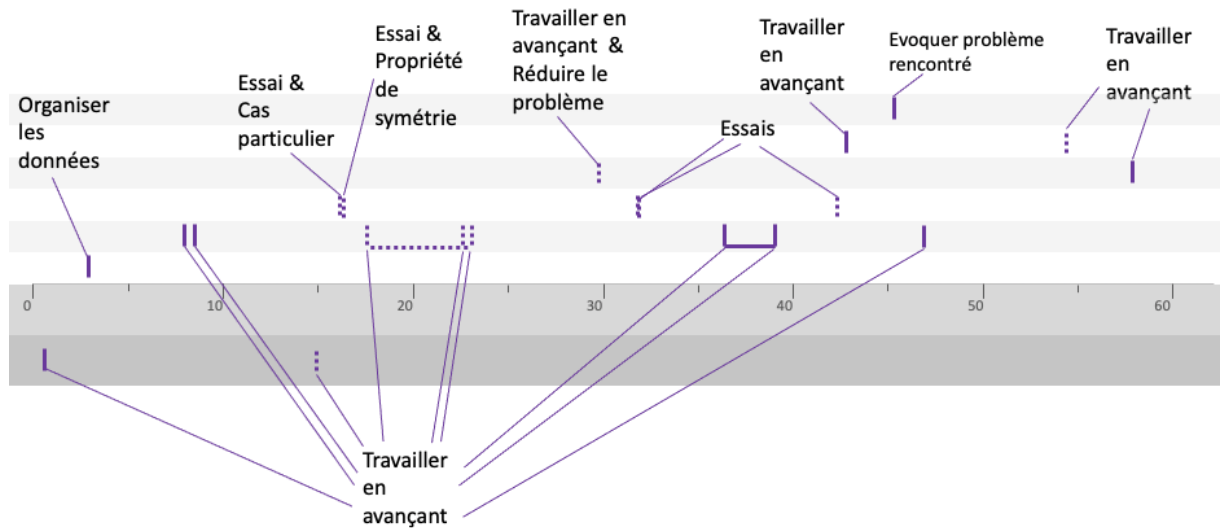 Organiser
les
données
Essai &
Cas
particulier
Essai &
Propriété
de
symétrie
Travailler en
avançant &
Réduire le
problème
Essais
Travailler
en
avançant
Evoquer problème
rencontré
Travailler
en
avançant
0 10 20 30 40 50 60
Travailler
en
avançant